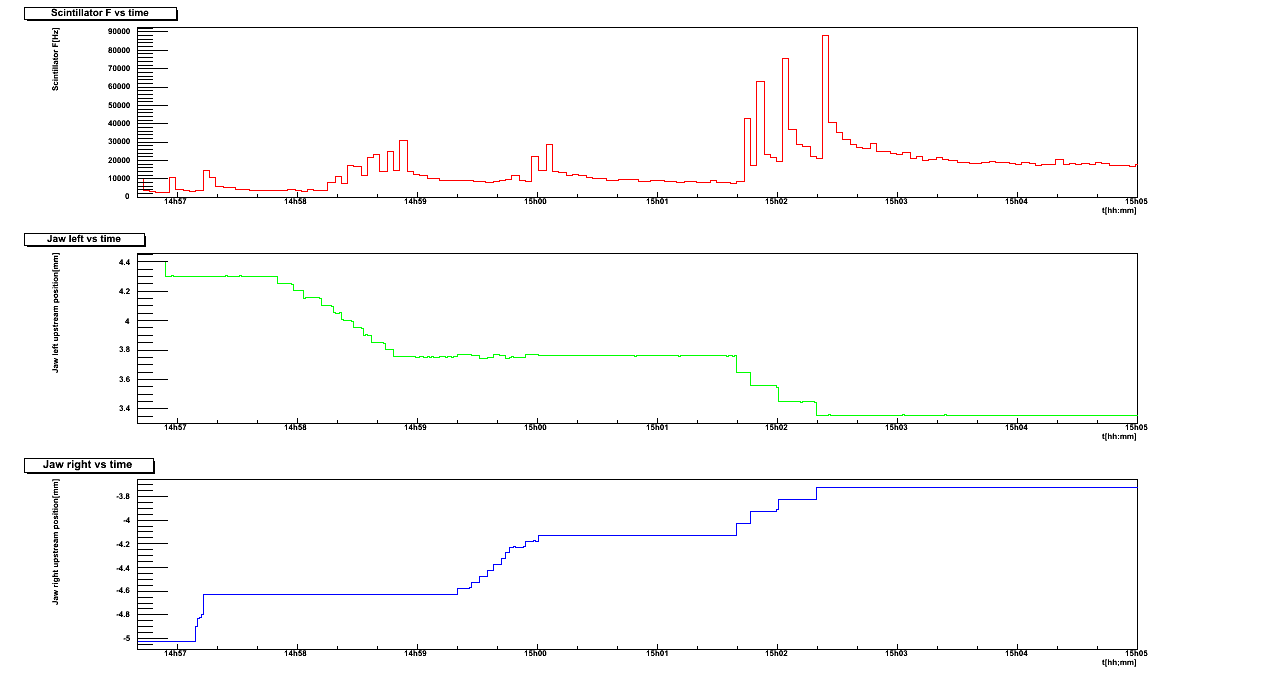 Scintillator F vs time
Scintillator F[Hz]
90000
80000
70000
60000
50000
40000
30000
20000
10000
0
14h57 14h58 14h59 15h00 15h01 15h02 15h03 15h04 15h05
t[hh:mm]
Jaw left vs time
Jaw left upstream position[mm]
4.4
4.2
4
3.8
3.6
3.4
14h57 14h58 14h59 15h00 15h01 15h02 15h03 15h04 15h05
t[hh:mm]
Jaw right vs time
Jaw right upstream position[mm]
-3.8
-4
-4.2
-4.4
-4.6
-4.8
-5
14h57 14h58 14h59 15h00 15h01 15h02 15h03 15h04 15h05
t[hh;mm]